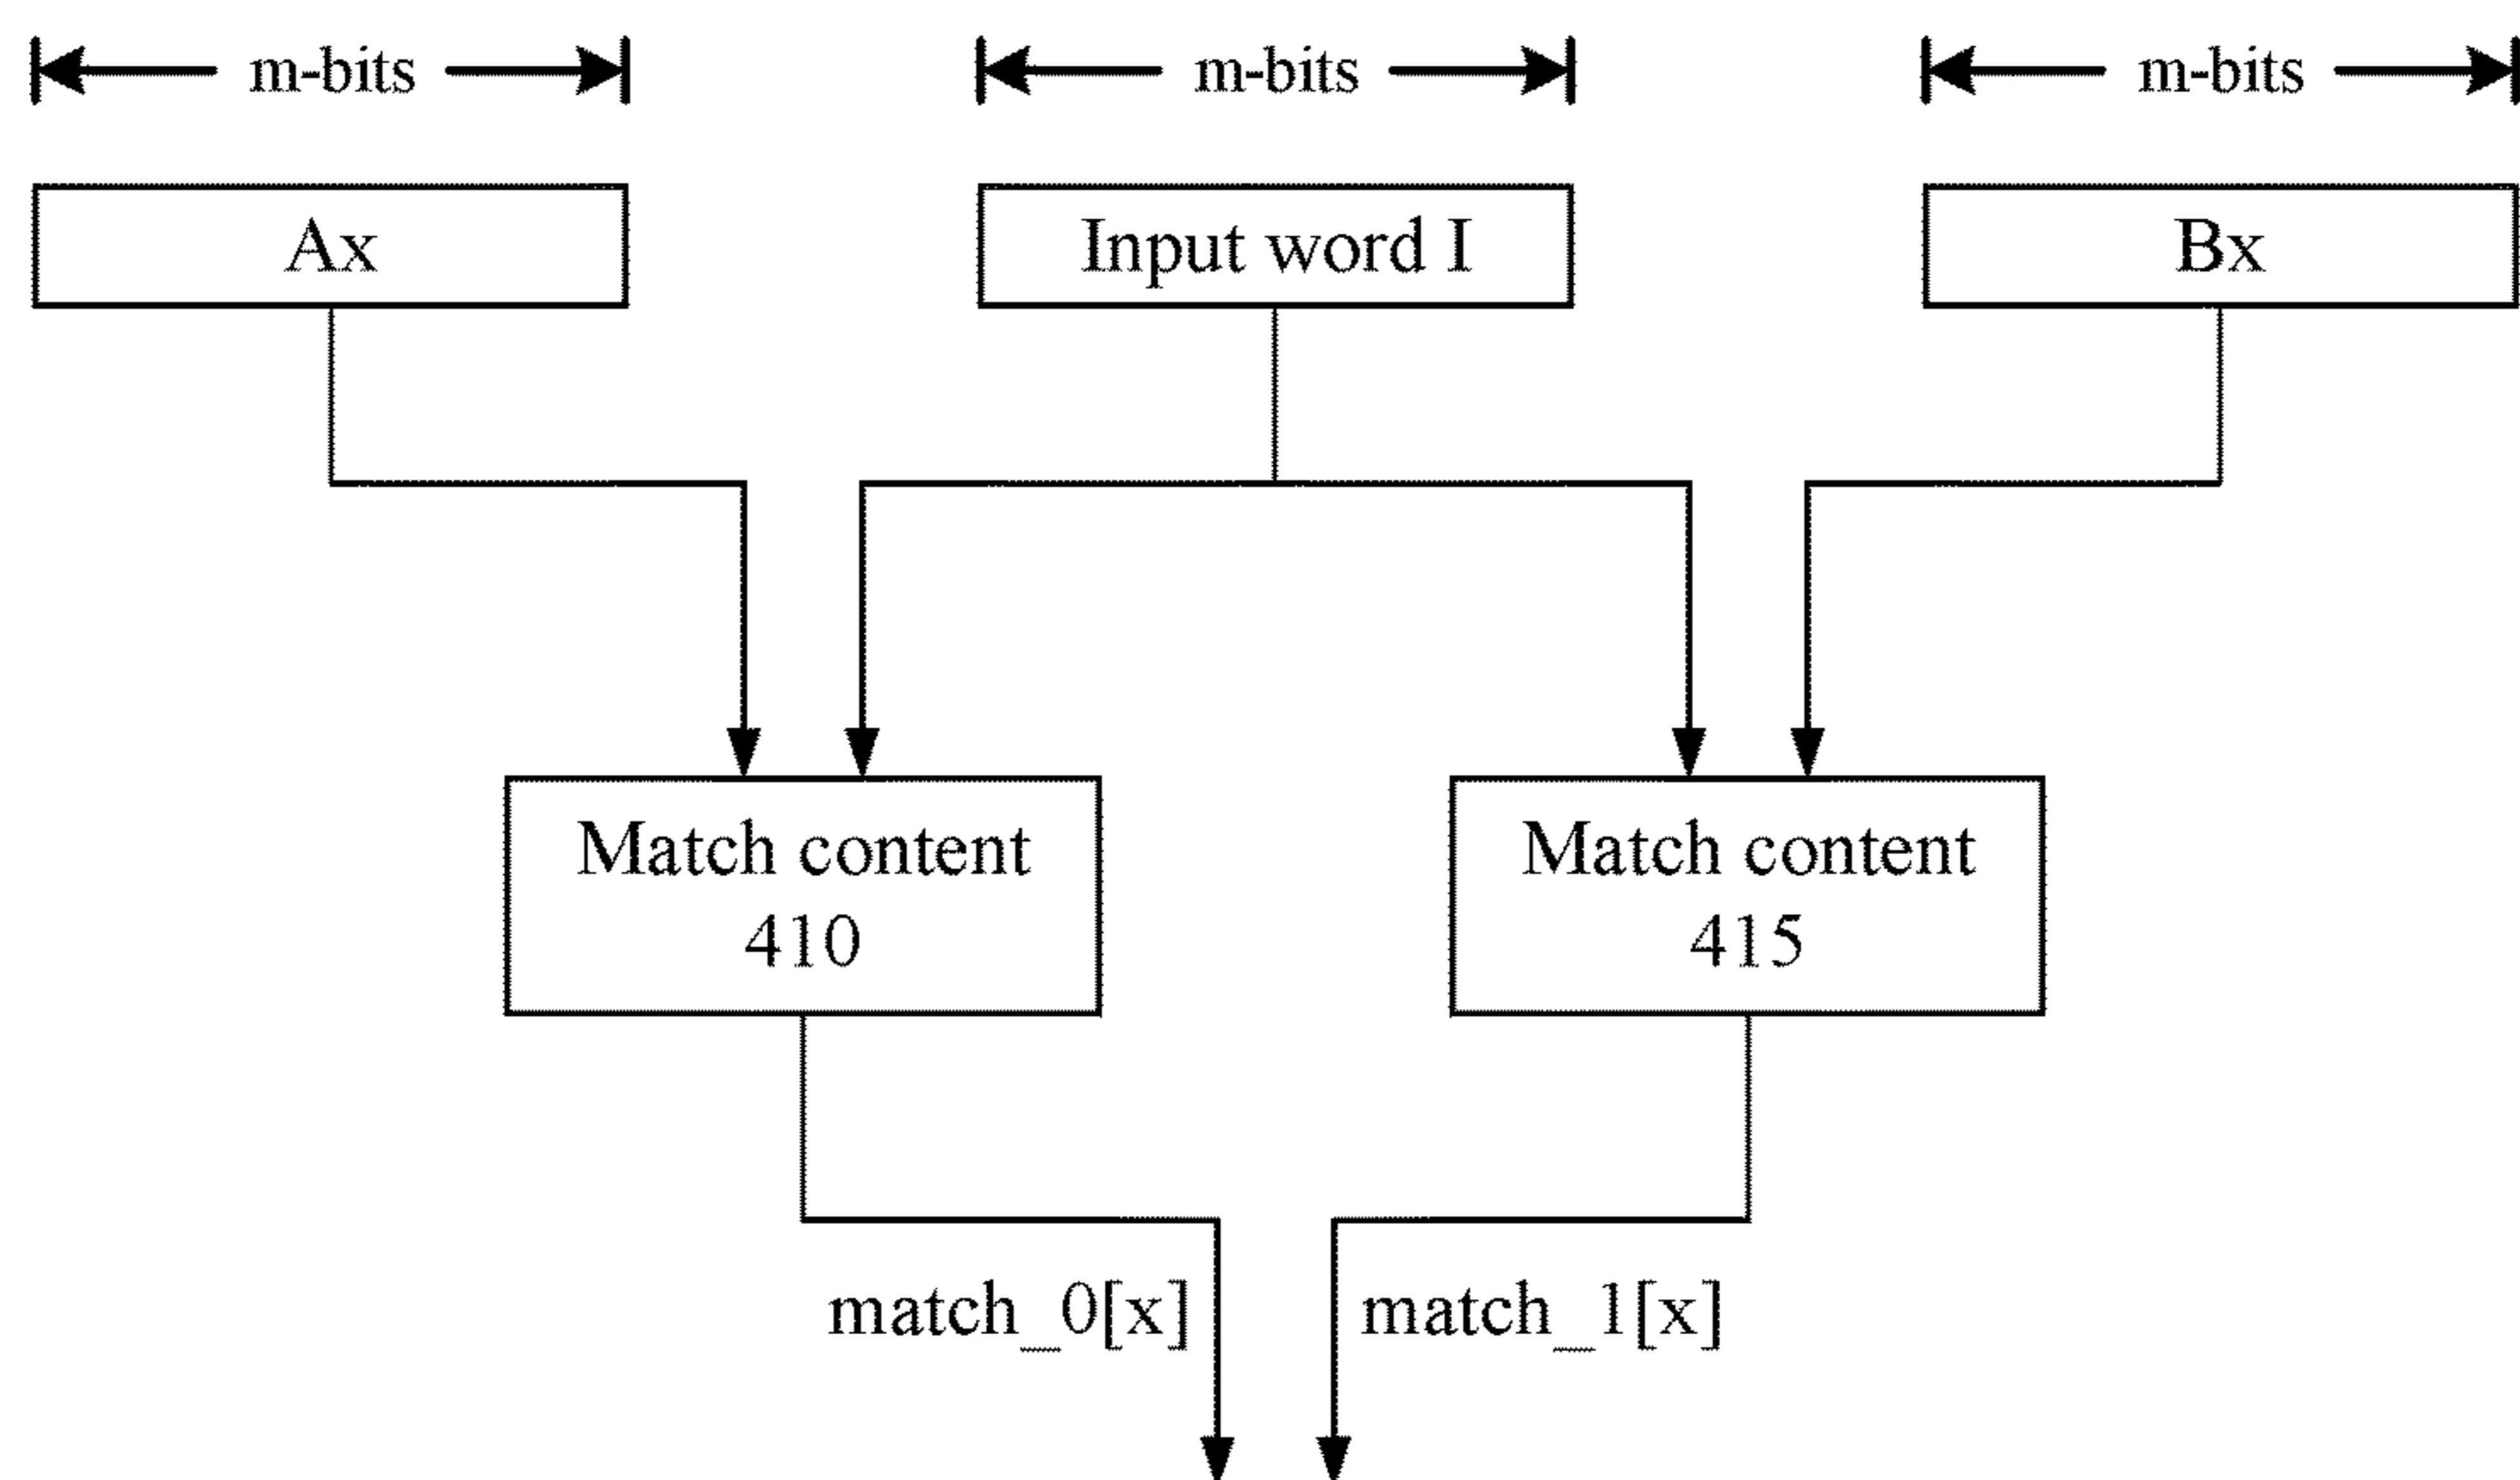 m-bits
m-bits
m-bits
Ax
Input word I
Bx
Match content
410
Match content
415
match_0[x]
match_1[x]